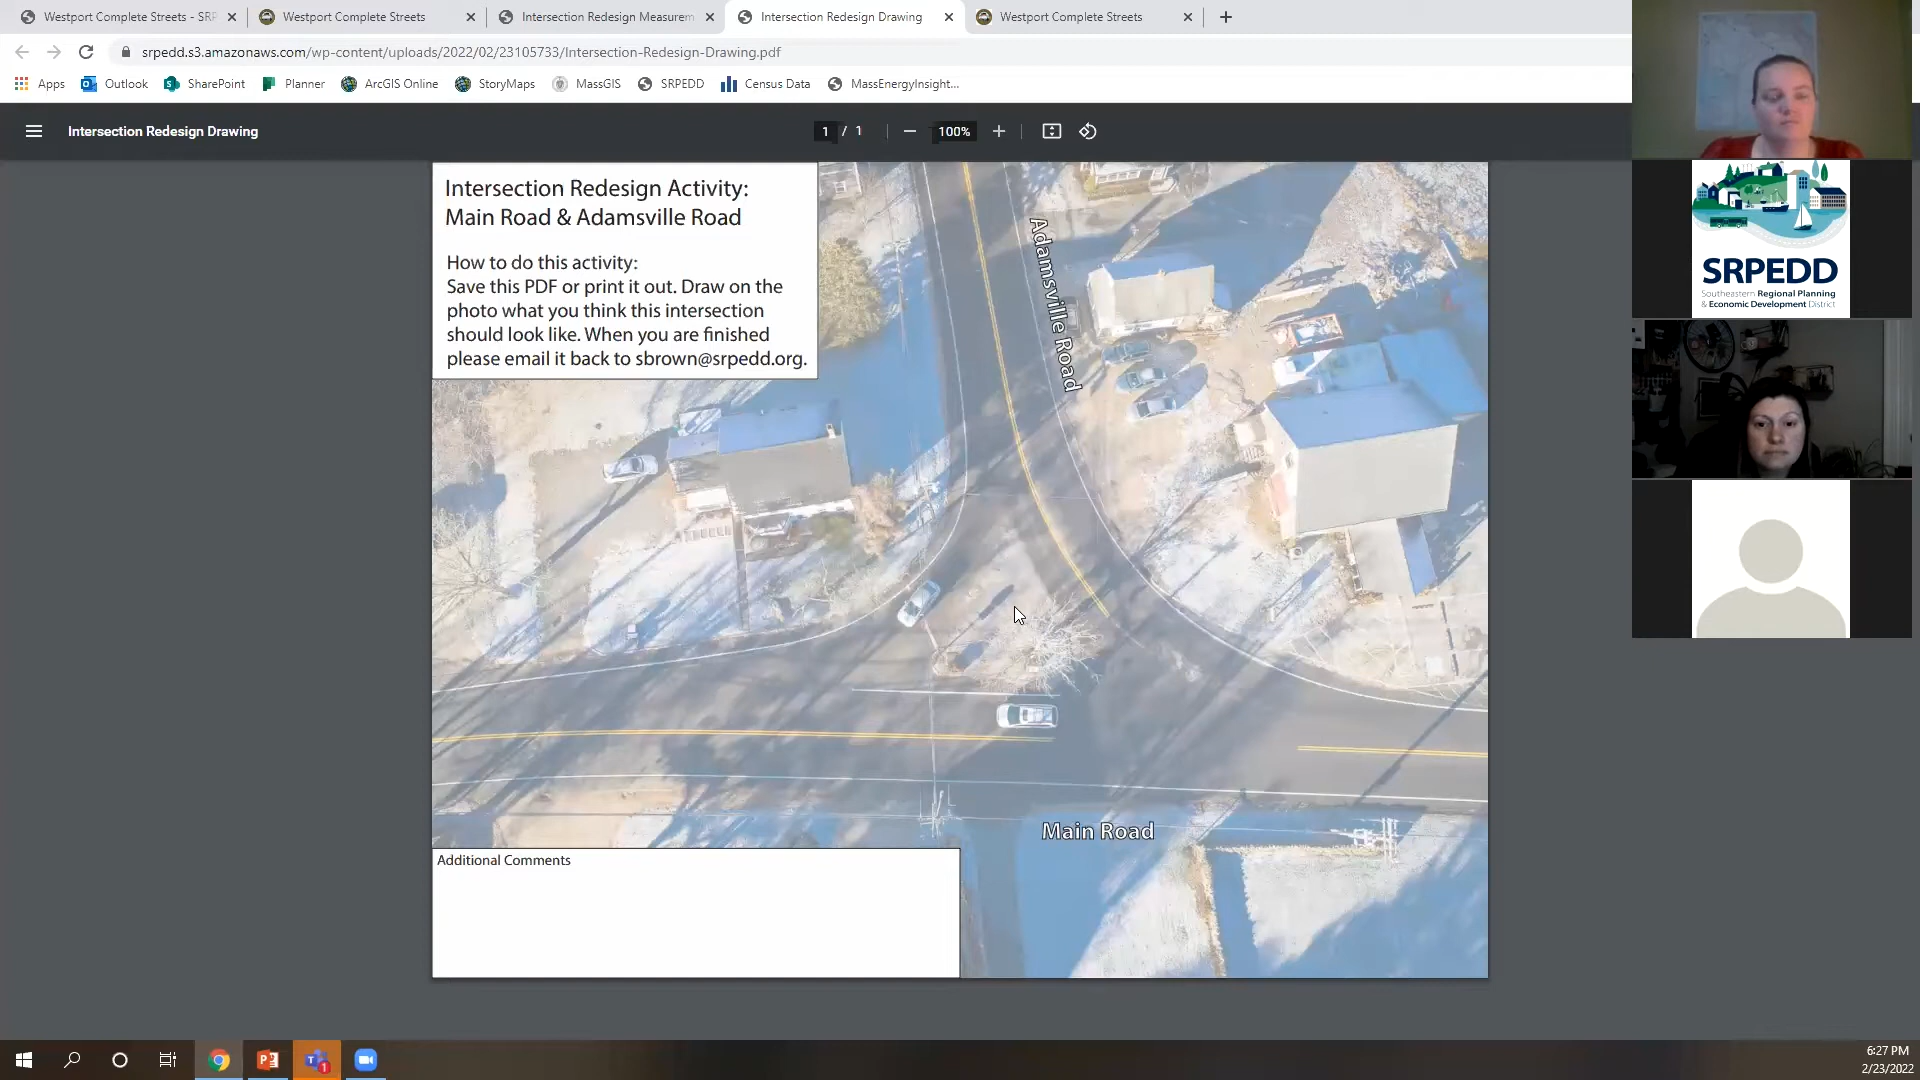 Westport Complete Streets - SRP
Westport Complete Streets
Intersection Redesign Measurem
Intersection Redesign Drawing
Westport Complete Streets
srpedd.s3.amazonaws.com/wp-content/uploads/2022/02/23105733/Intersection-Redesign-Drawing.pdf
Apps
Outlook
SharePoint
Planner
ArcGIS Online
StoryMaps
MassGIS
SRPEDD
Census Data
MassEnergyInsight...
Intersection Redesign Drawing
1 / 1
100%
Intersection Redesign Activity:
Main Road & Adamsville Road
How to do this activity:
Save this PDF or print it out. Draw on the
photo what you think this intersection
should look like. When you are finished
please email it back to sbrown@srpedd.org.
Adamsville Road
Main Road
Additional Comments
SRPEDD
Southeastern Regional Planning
& Economic Development District
6:27 PM
2/23/2022